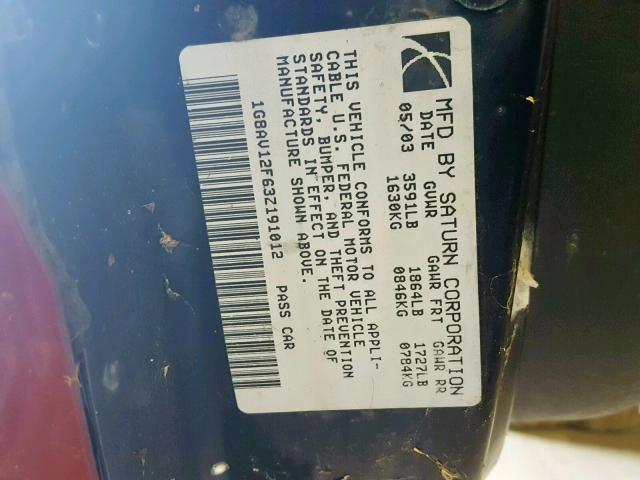 MFD BY SATURN CORPORATION
DATE GVWR GAWR FRT GAWR RR
05/03 3591LB 1864LB 1727LB
1630KG 0846KG 0784KG
THIS VEHICLE CONFORMS TO ALL APPLI-
CABLE U.S. FEDERAL MOTOR VEHICLE
SAFETY, BUMPER, AND THEFT PREVENTION
STANDARDS IN EFFECT ON THE DATE OF
MANUFACTURE SHOWN ABOVE.
1G8AV12F63Z191012 PASS CAR